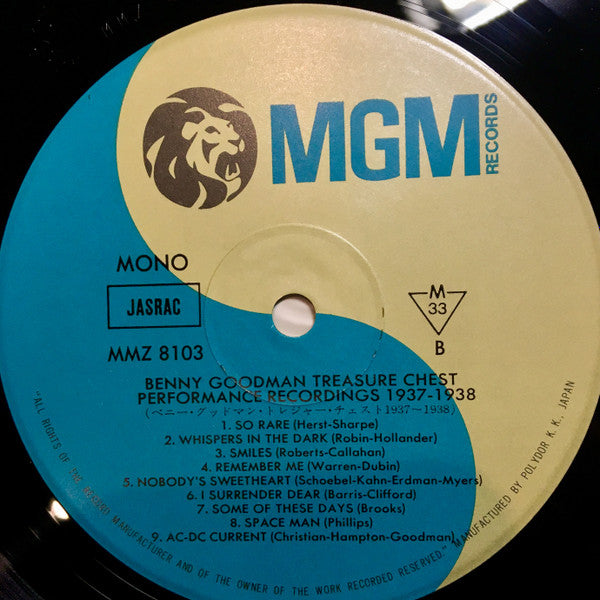 MGM
RECORDS
MONO
JASRAC
MMZ 8103
M
33
B
BENNY GOODMAN TREASURE CHEST
PERFORMANCE RECORDINGS 1937-1938
(ベニー・グッドマン・トレジャー・チェスト1937〜1938)
1. SO RARE (Herst-Sharpe)
2. WHISPERS IN THE DARK (Robin-Hollander)
3. SMILES (Roberts-Callahan)
4. REMEMBER ME (Warren-Dubin)
5. NOBODY'S SWEETHEART (Schoebel-Kahn-Erdman-Myers)
6. I SURRENDER DEAR (Barris-Clifford)
7. SOME OF THESE DAYS (Brooks)
8. SPACE MAN (Phillips)
9. AC-DC CURRENT (Christian-Hampton-Goodman)
"ALL RIGHTS OF THE RECORD MANUFACTURER AND OF THE OWNER OF THE WORK RECORDED RESERVED." MANUFACTURED BY POLYDOR K. K., JAPAN